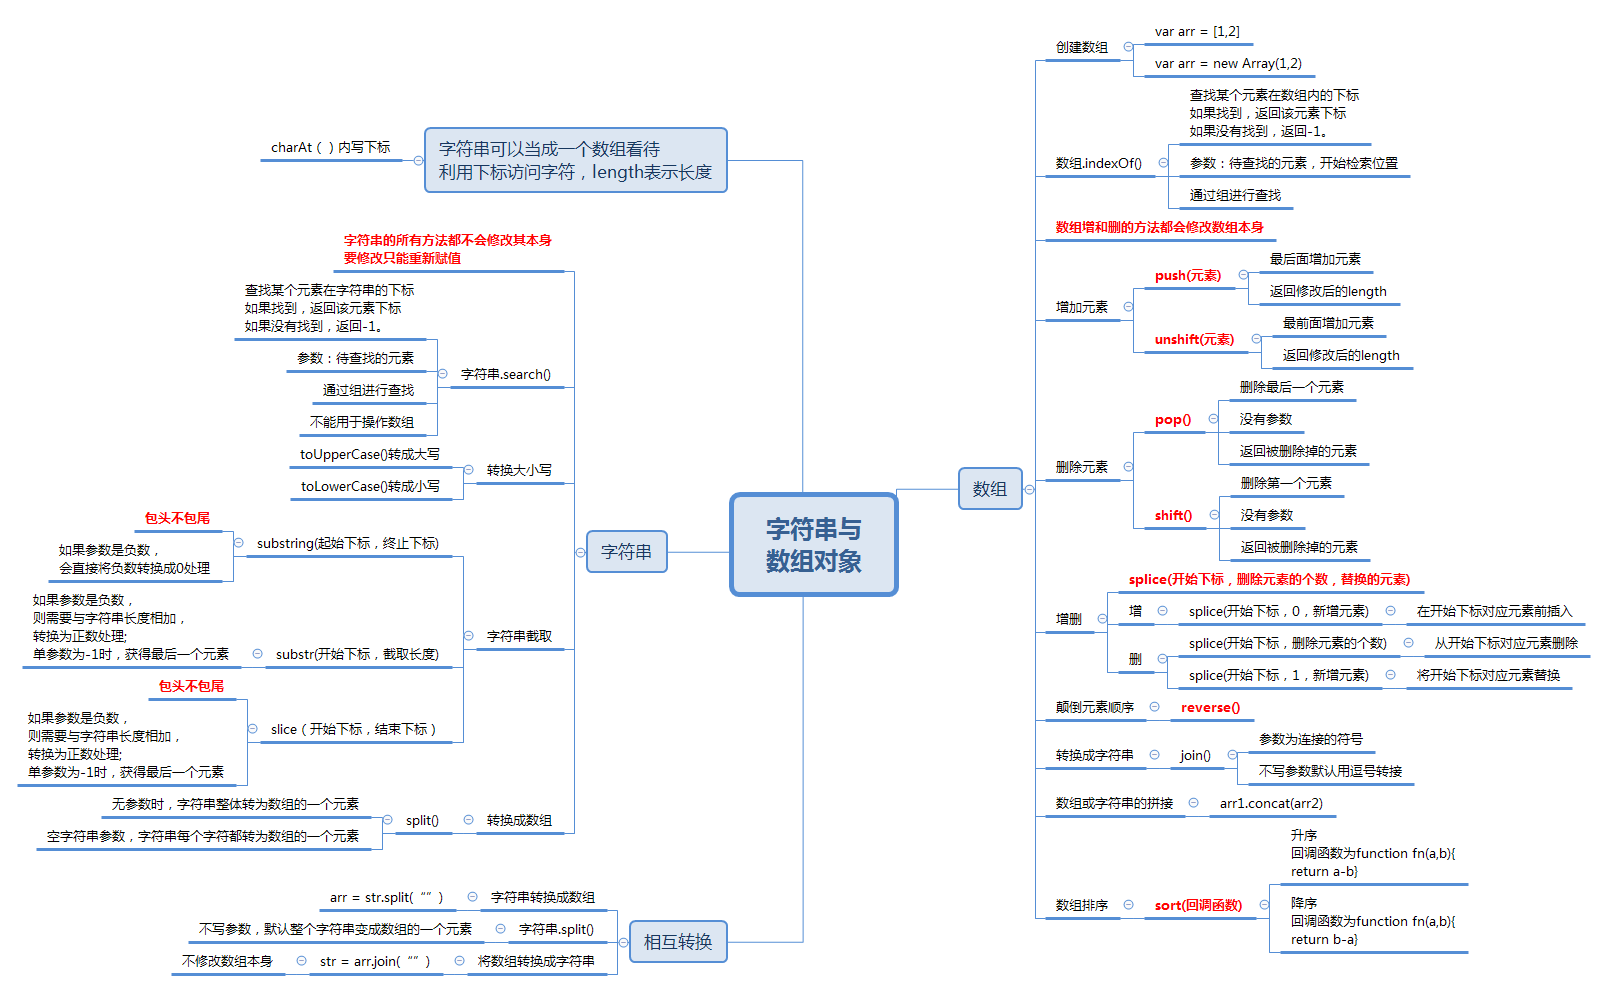 字符串与
数组对象
字符串可以当成一个数组看待
利用下标访问字符，length表示长度
charAt（）内写下标
字符串
字符串的所有方法都不会修改其本身
要修改只能重新赋值
字符串.search()
查找某个元素在字符串的下标
如果找到，返回该元素下标
如果没有找到，返回-1。
参数：待查找的元素
通过组进行查找
不能用于操作数组
转换大小写
toUpperCase()转成大写
toLowerCase()转成小写
字符串截取
substring(起始下标，终止下标)
包头不包尾
如果参数是负数，
会直接将负数转换成0处理
substr(开始下标，截取长度)
如果参数是负数，
则需要与字符串长度相加，
转换为正数处理;
单参数为-1时，获得最后一个元素
slice（开始下标，结束下标）
包头不包尾
如果参数是负数，
则需要与字符串长度相加，
转换为正数处理;
单参数为-1时，获得最后一个元素
转换成数组
split()
无参数时，字符串整体转为数组的一个元素
空字符串参数，字符串每个字符都转为数组的一个元素
相互转换
字符串转换成数组
arr = str.split(“”)
字符串.split()
不写参数，默认整个字符串变成数组的一个元素
将数组转换成字符串
str = arr.join(“”)
不修改数组本身
数组
创建数组
var arr = [1,2]
var arr = new Array(1,2)
数组.indexOf()
查找某个元素在数组内的下标
如果找到，返回该元素下标
如果没有找到，返回-1。
参数：待查找的元素，开始检索位置
通过组进行查找
数组增和删的方法都会修改数组本身
增加元素
push(元素)
最后面增加元素
返回修改后的length
unshift(元素)
最前面增加元素
返回修改后的length
删除元素
pop()
删除最后一个元素
没有参数
返回被删除掉的元素
shift()
删除第一个元素
没有参数
返回被删除掉的元素
增删
splice(开始下标，删除元素的个数，替换的元素)
增
splice(开始下标，0，新增元素)
在开始下标对应元素前插入
删
splice(开始下标，删除元素的个数)
从开始下标对应元素删除
splice(开始下标，1，新增元素)
将开始下标对应元素替换
颠倒元素顺序
reverse()
转换成字符串
join()
参数为连接的符号
不写参数默认用逗号转接
数组或字符串的拼接
arr1.concat(arr2)
数组排序
sort(回调函数)
升序
回调函数为function fn(a,b){
return a-b}
降序
回调函数为function fn(a,b){
return b-a}